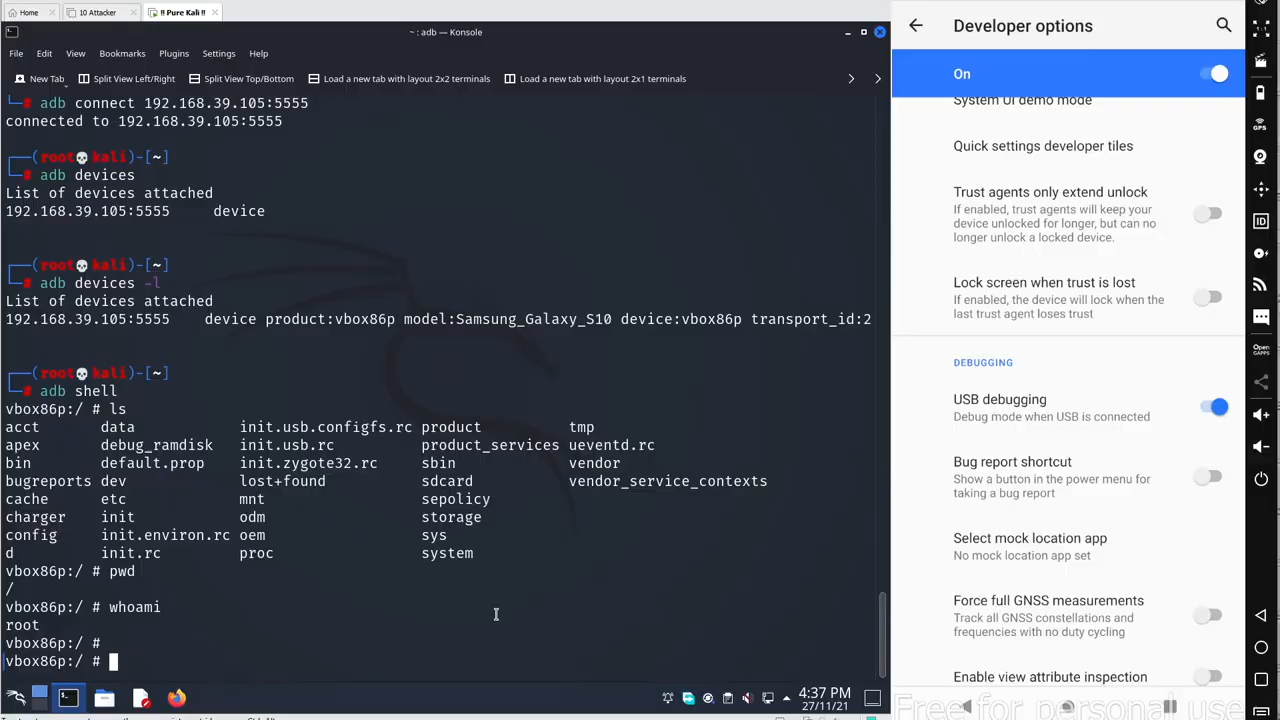 Home
10 Attacker
!! Pure Kali
~ : adb — Konsole
File Edit View Bookmarks Plugins Settings Help
New Tab Split View Left/Right Split View Top/Bottom Load a new tab with layout 2x2 terminals Load a new tab with layout 2x1 terminals
└─# adb connect 192.168.39.105:5555
connected to 192.168.39.105:5555
┌──(root💀kali)-[~]
└─# adb devices
List of devices attached
192.168.39.105:5555 device
┌──(root💀kali)-[~]
└─# adb devices -l
List of devices attached
192.168.39.105:5555 device product:vbox86p model:Samsung_Galaxy_S10 device:vbox86p transport_id:2
┌──(root💀kali)-[~]
└─# adb shell
vbox86p:/ # ls
acct data init.usb.configfs.rc product tmp
apex debug_ramdisk init.usb.rc product_services ueventd.rc
bin default.prop init.zygote32.rc sbin vendor
bugreports dev lost+found sdcard vendor_service_contexts
cache etc mnt sepolicy
charger init odm storage
config init.environ.rc oem sys
d init.rc proc system
vbox86p:/ # pwd
/
vbox86p:/ # whoami
root
vbox86p:/ #
vbox86p:/ #
4:37 PM
27/11/21
Developer options
On
System UI demo mode
Quick settings developer tiles
Trust agents only extend unlock
If enabled, trust agents will keep your
device unlocked for longer, but can no
longer unlock a locked device.
Lock screen when trust is lost
If enabled, the device will lock when the
last trust agent loses trust
DEBUGGING
USB debugging
Debug mode when USB is connected
Bug report shortcut
Show a button in the power menu for
taking a bug report
Select mock location app
No mock location app set
Force full GNSS measurements
Track all GNSS constellations and
frequencies with no duty cycling
Enable view attribute inspection
Free for personal use
1:1
GPS
ID
Open
GAPPS